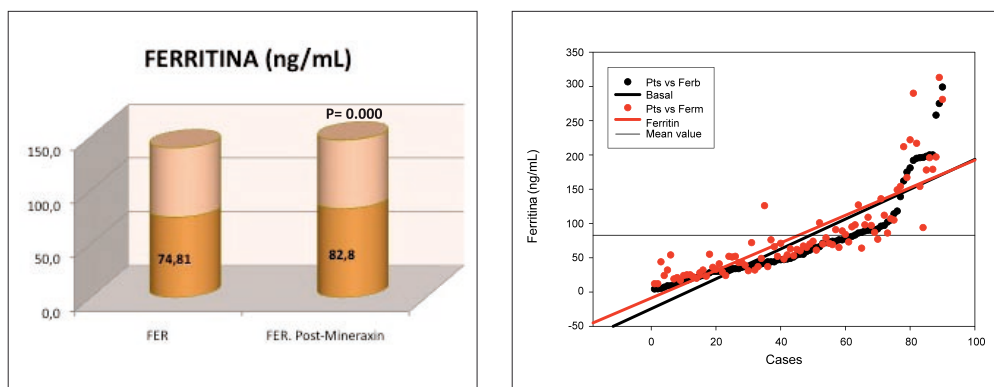 FERRITINA (ng/mL)
P= 0.000
150,0
100,0
50,0
0,0
74,81
82,8
FER
FER. Post-Mineraxin
350
300
250
200
150
100
50
0
-50
Ferritina (ng/mL)
Pts vs Ferb
Basal
Pts vs Ferm
Ferritin
Mean value
0
20
40
60
80
100
Cases